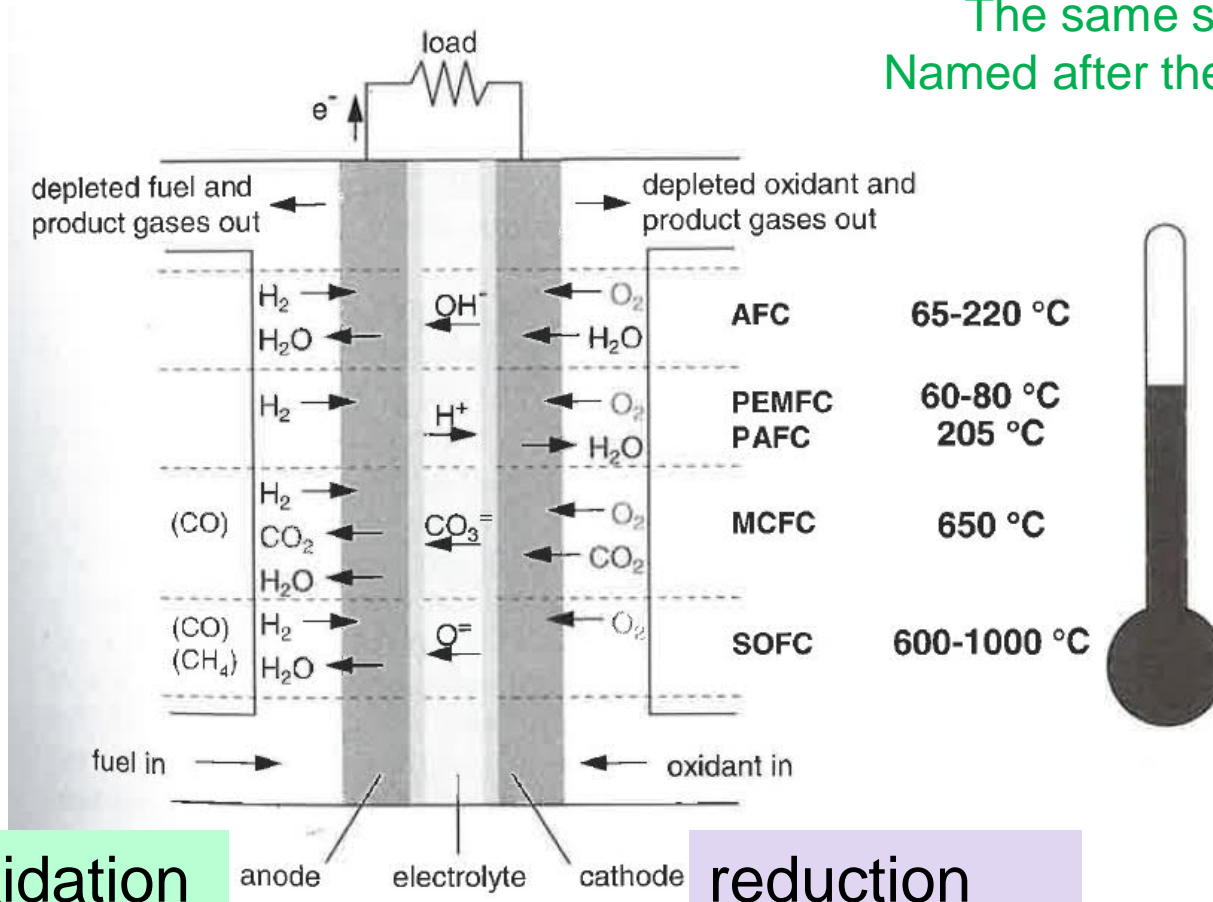 The same s
Named after the
load
e⁻
depleted fuel and
product gases out
depleted oxidant and
product gases out
H₂
OH⁻
O₂
AFC
65-220 °C
H₂O
H₂O
H₂
H⁺
O₂
PEMFC
60-80 °C
PAFC
205 °C
H₂O
H₂
(CO)
CO₂
CO₃⁼
O₂
MCFC
650 °C
CO₂
H₂O
(CO)
H₂
O⁼
O₂
SOFC
600-1000 °C
(CH₄)
H₂O
fuel in
oxidant in
idation
anode
electrolyte
cathode
reduction